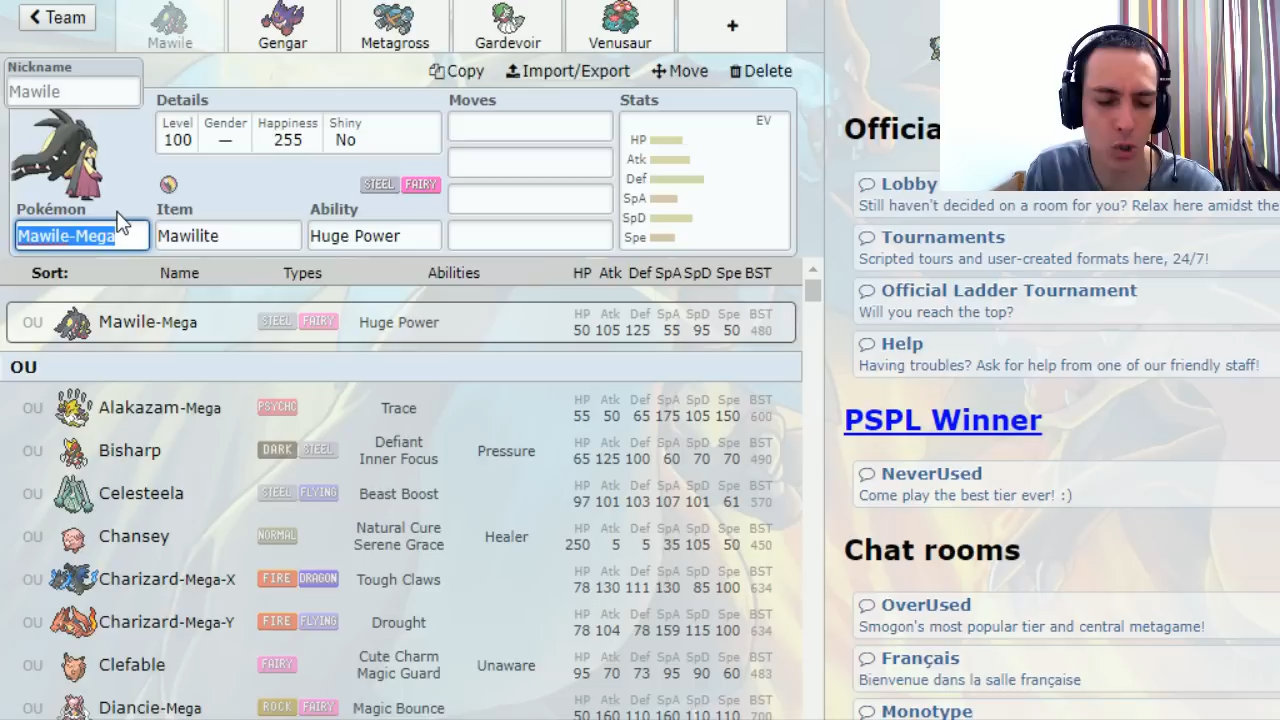 Team
Mawile
Gengar
Metagross
Gardevoir
Venusaur
+
Nickname
Mawile
Copy
Import/Export
Move
Delete
Details
Moves
Stats
Level
100
Gender
—
Happiness
255
Shiny
No
EV
HP
Atk
Def
SpA
SpD
Spe
STEEL FAIRY
Pokémon
Item
Ability
Mawile-Mega
Mawilite
Huge Power
Sort: Name Types Abilities HP Atk Def SpA SpD Spe BST
OU Mawile-Mega STEEL FAIRY Huge Power
HP Atk Def SpA SpD Spe BST
50 105 125 55 95 50 480
OU
OU Alakazam-Mega PSYCHC Trace
HP Atk Def SpA SpD Spe BST
55 50 65 175 105 150 600
OU Bisharp DARK STEEL Defiant
Inner Focus
Pressure
HP Atk Def SpA SpD Spe BST
65 125 100 60 70 70 490
OU Celesteela STEEL FLYING Beast Boost
HP Atk Def SpA SpD Spe BST
97 101 103 107 101 61 570
OU Chansey NORMAL Natural Cure
Serene Grace
Healer
HP Atk Def SpA SpD Spe BST
250 5 5 35 105 50 450
OU Charizard-Mega-X FIRE DRAGON Tough Claws
HP Atk Def SpA SpD Spe BST
78 130 111 130 85 100 634
OU Charizard-Mega-Y FIRE FLYING Drought
HP Atk Def SpA SpD Spe BST
78 104 78 159 115 100 634
OU Clefable FAIRY Cute Charm
Magic Guard
Unaware
HP Atk Def SpA SpD Spe BST
95 70 73 95 90 60 483
OU Diancie-Mega ROCK FAIRY Magic Bounce
HP Atk Def SpA SpD Spe BST
50 160 110 160 110 110 700
Officia
Lobby
Still haven't decided on a room for you? Relax here amidst the
Tournaments
Scripted tours and user-created formats here, 24/7!
Official Ladder Tournament
Will you reach the top?
Help
Having troubles? Ask for help from one of our friendly staff!
PSPL Winner
NeverUsed
Come play the best tier ever! :)
Chat rooms
OverUsed
Smogon's most popular tier and central metagame!
Français
Bienvenue dans la salle française
Monotype